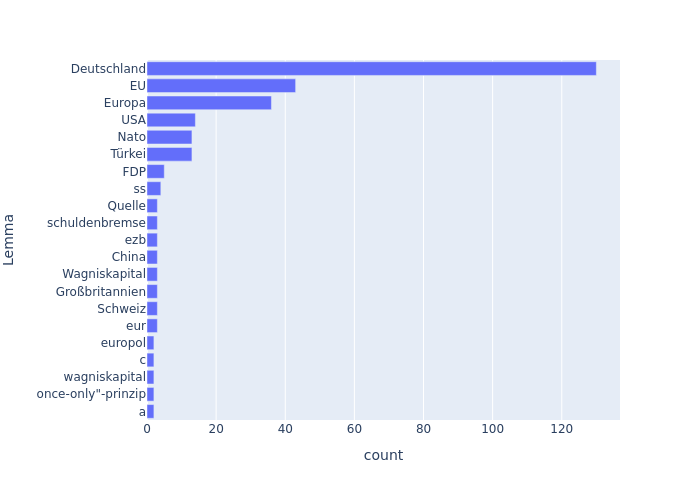 Deutschland
EU
Europa
USA
Nato
Türkei
FDP
ss
Quelle
schuldenbremse
ezb
China
Wagniskapital
Großbritannien
Schweiz
eur
europol
c
wagniskapital
once-only"-prinzip
a
0 20 40 60 80 100 120
count
Lemma